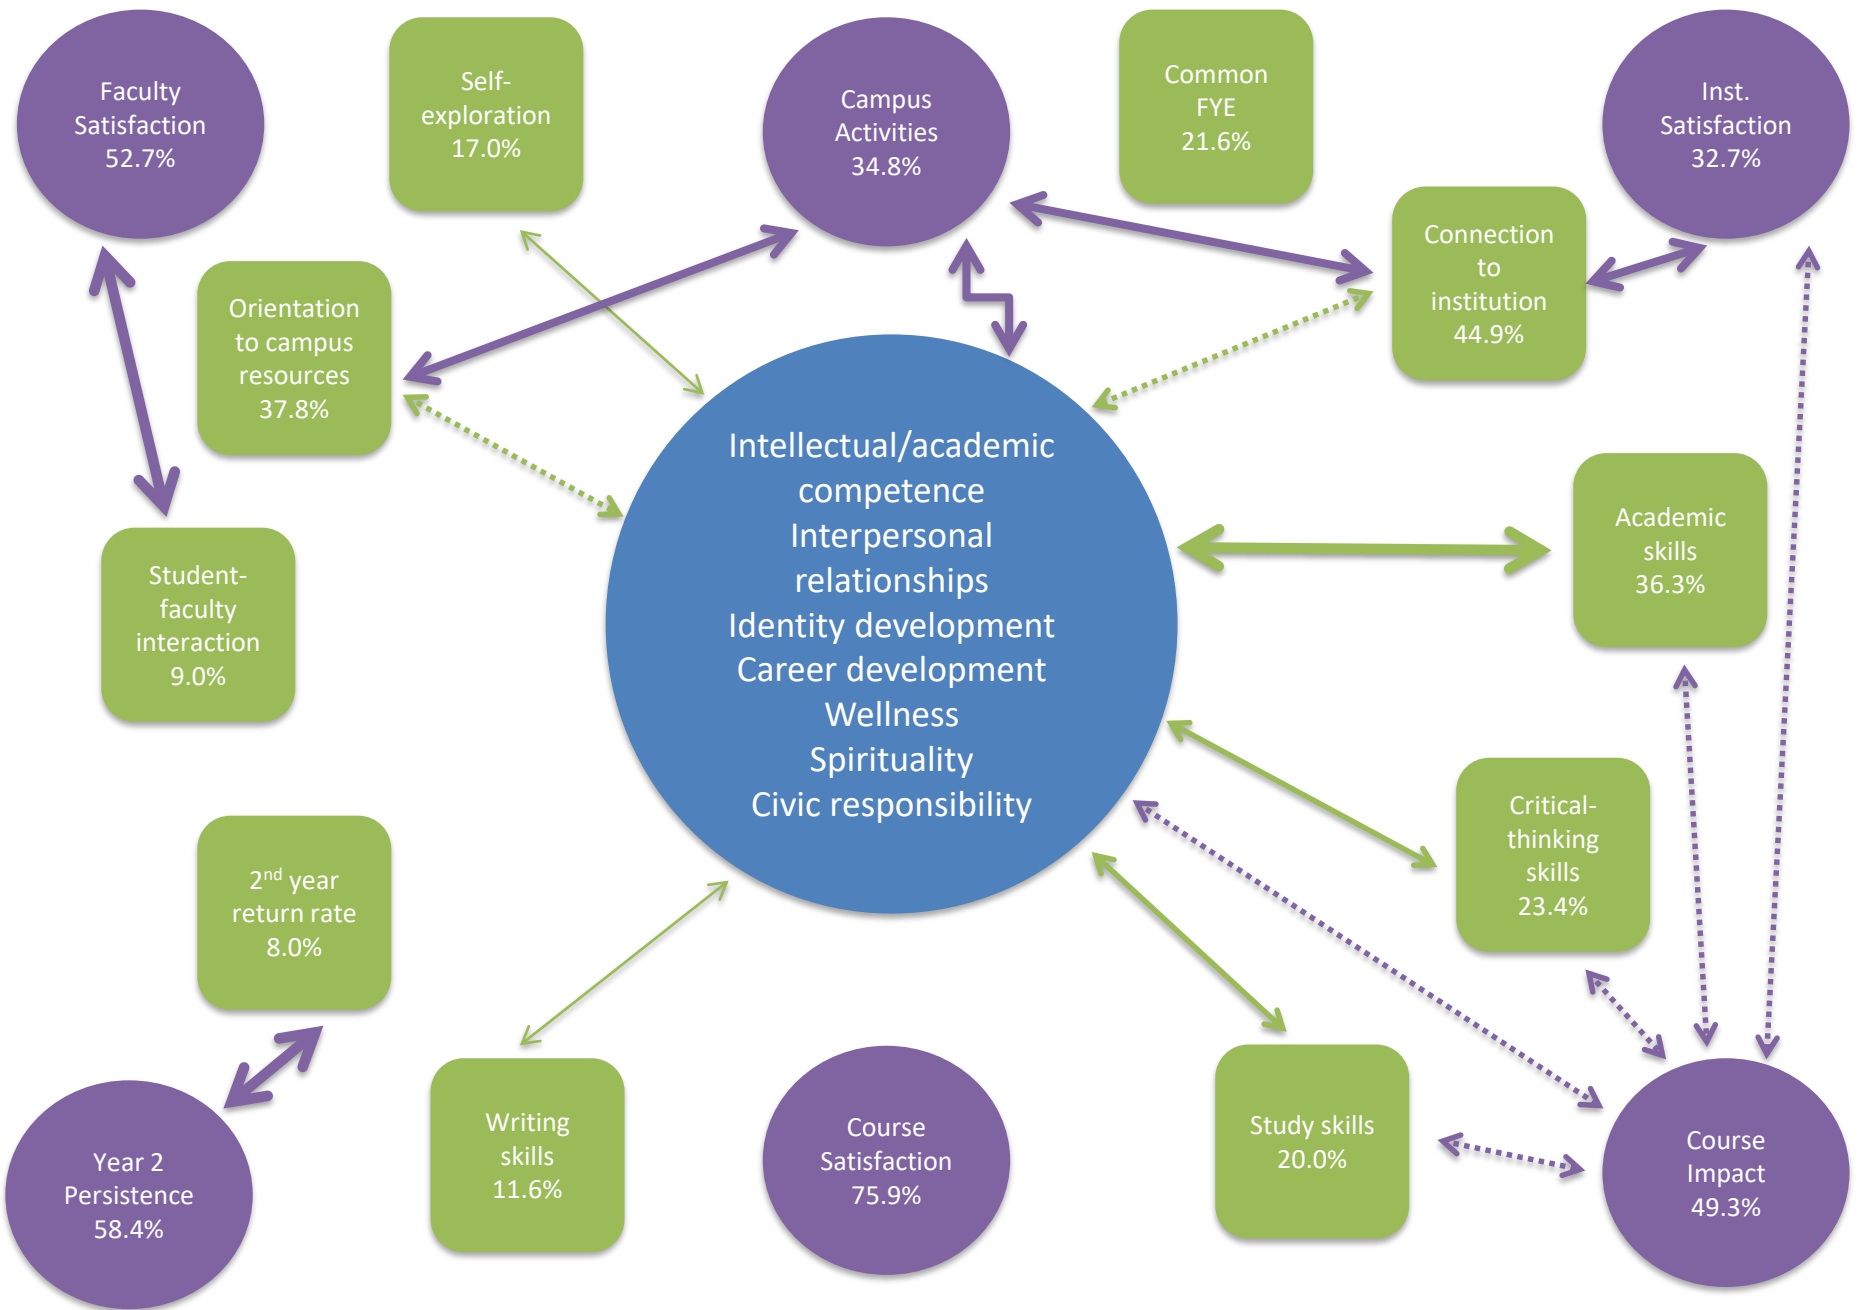 Faculty
Satisfaction
52.7%
Self-
exploration
17.0%
Campus
Activities
34.8%
Common
FYE
21.6%
Inst.
Satisfaction
32.7%
Orientation
to campus
resources
37.8%
Connection
to
institution
44.9%
Intellectual/academic
competence
Interpersonal
relationships
Identity development
Career development
Wellness
Spirituality
Civic responsibility
Academic
skills
36.3%
Student-
faculty
interaction
9.0%
Critical-
thinking
skills
23.4%
2nd year
return rate
8.0%
Year 2
Persistence
58.4%
Writing
skills
11.6%
Course
Satisfaction
75.9%
Study skills
20.0%
Course
Impact
49.3%